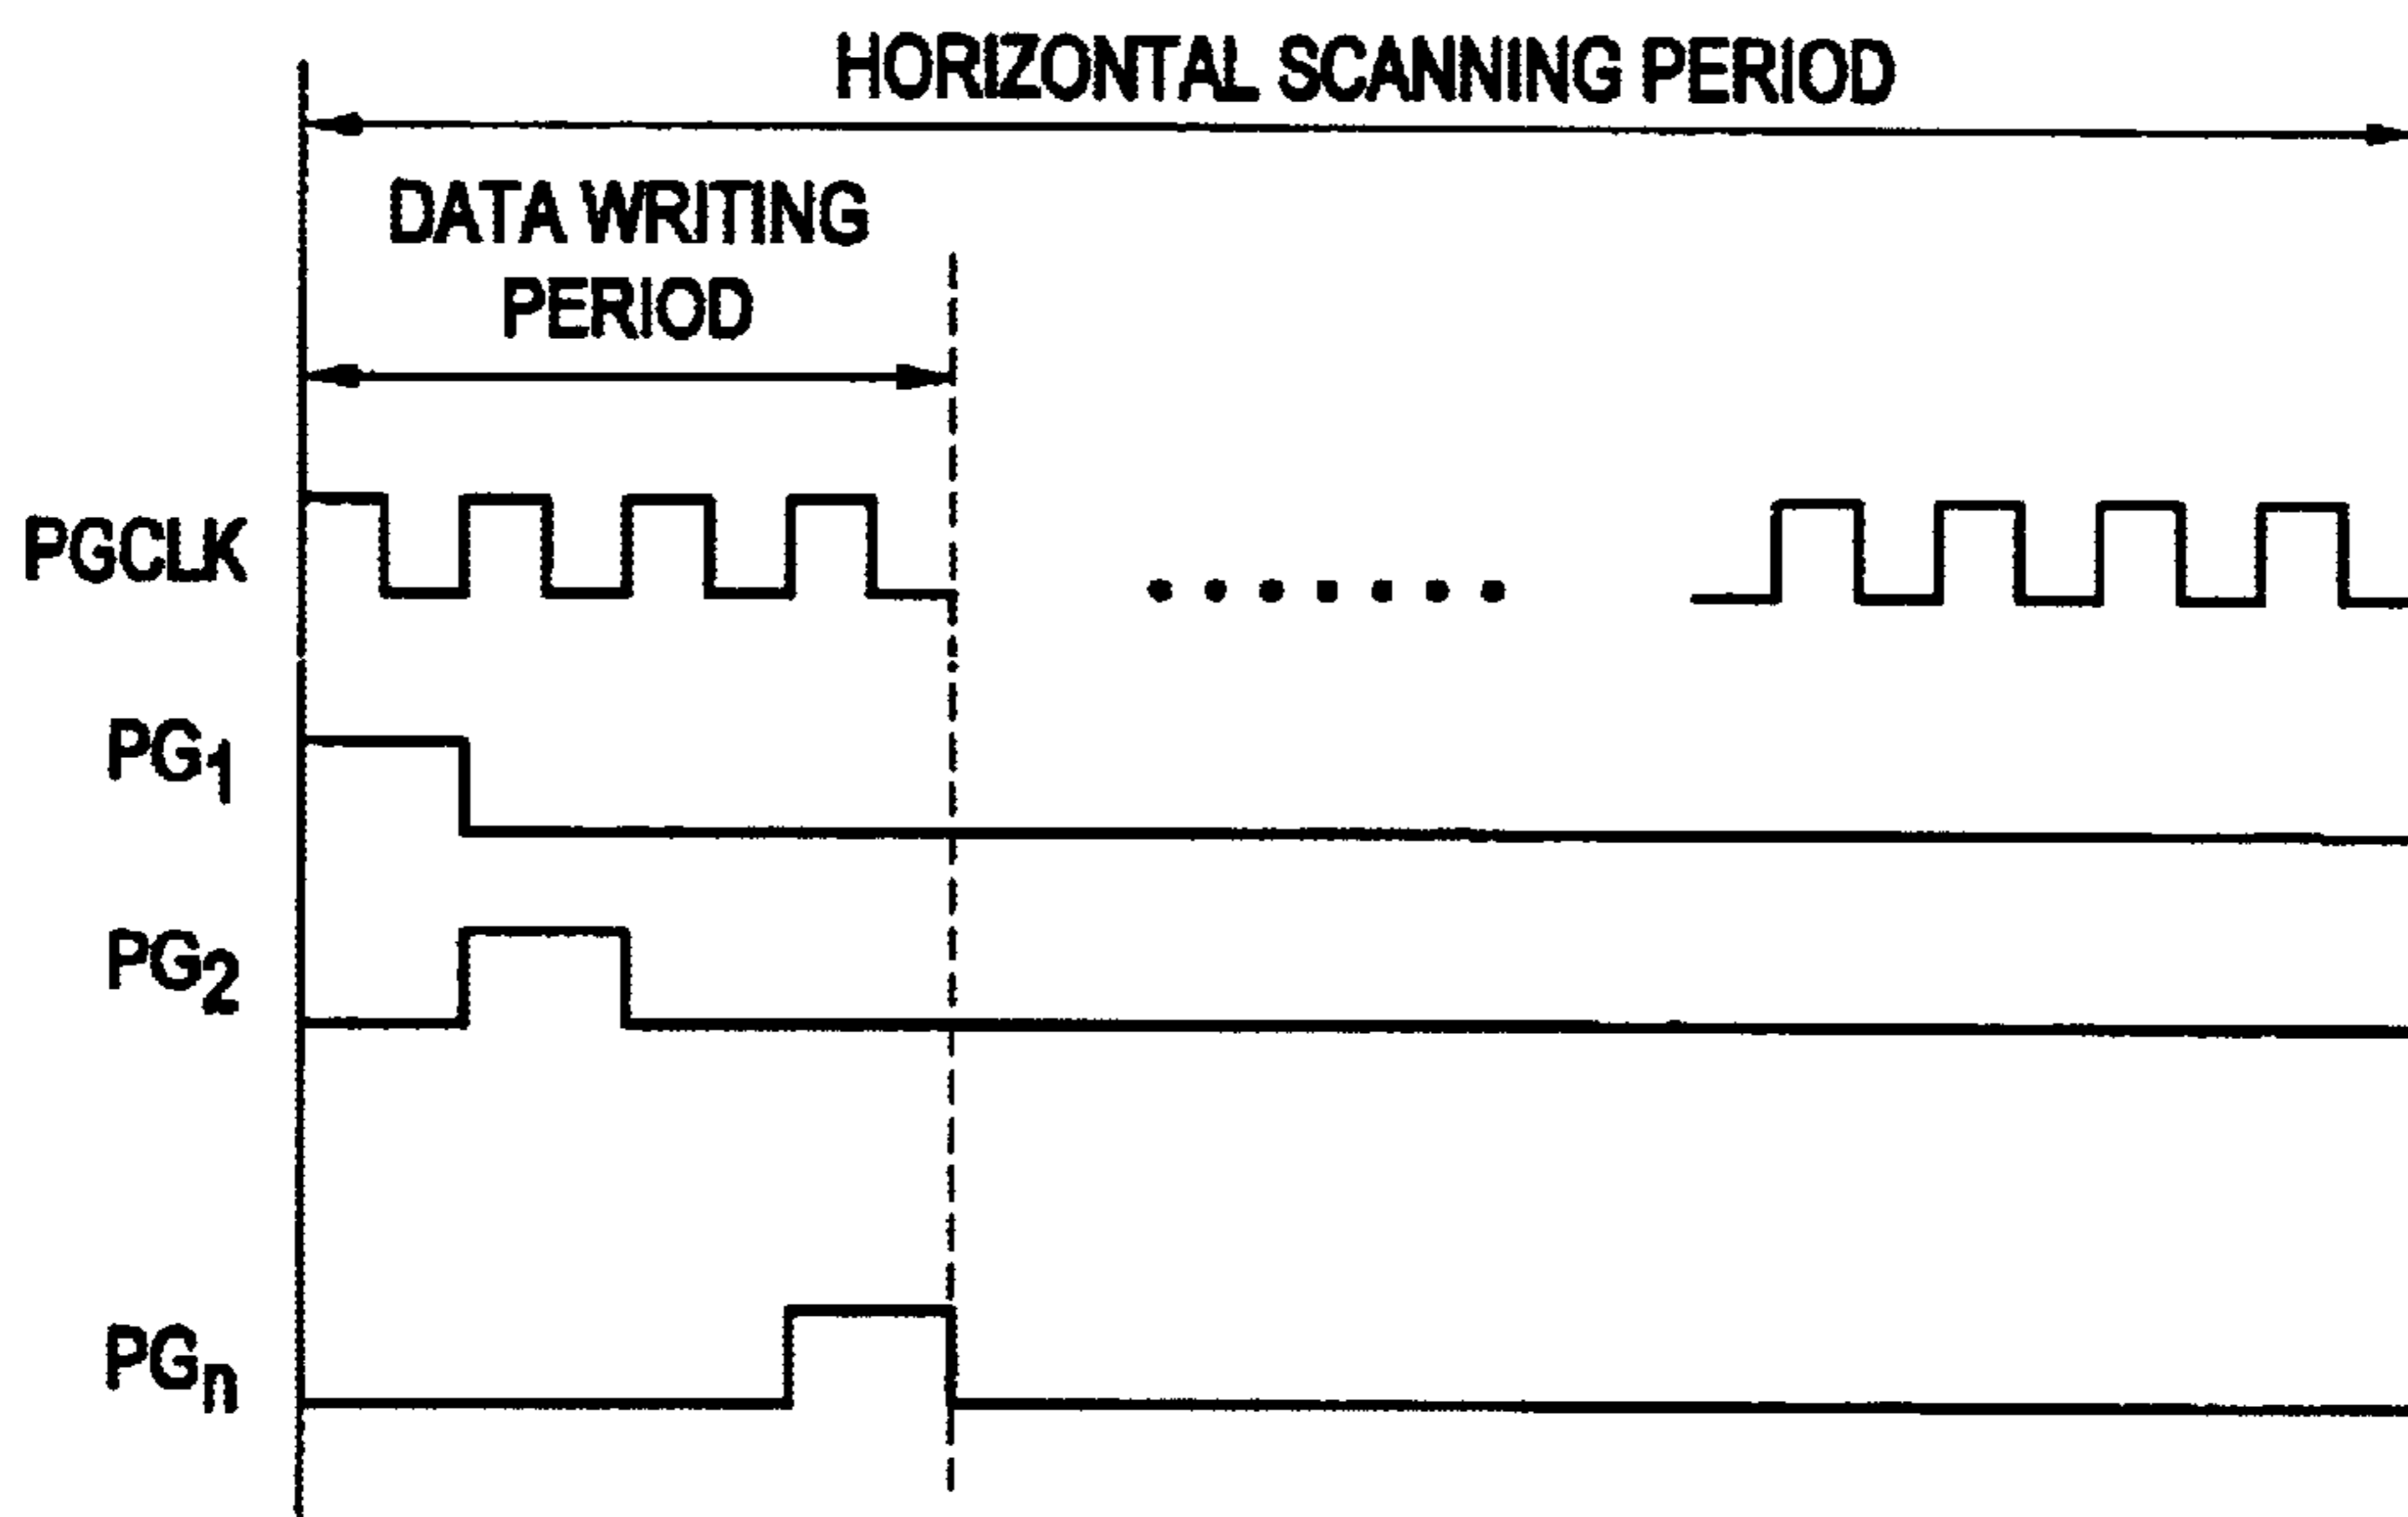 HORIZONTAL SCANNING PERIOD
DATA WRITING
PERIOD
PGCLK
PG1
PG2
PGn